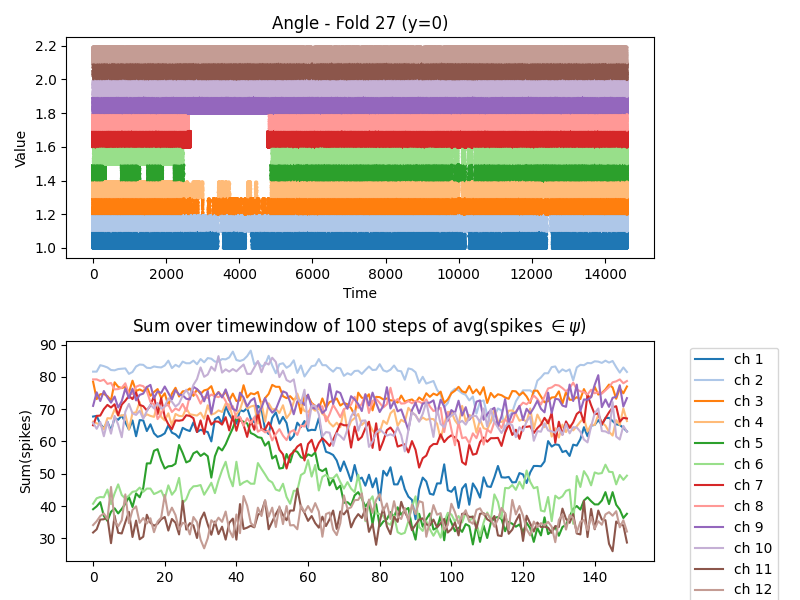 Angle - Fold 27 (y=0)
2.2
2.0
1.8
1.6
1.4
1.2
1.0
Value
0 2000 4000 6000 8000 10000 12000 14000
Time
Sum over timewindow of 100 steps of avg(spikes ∈ ψ)
90
80
70
60
50
40
30
Sum(spikes)
0 20 40 60 80 100 120 140
ch 1
ch 2
ch 3
ch 4
ch 5
ch 6
ch 7
ch 8
ch 9
ch 10
ch 11
ch 12